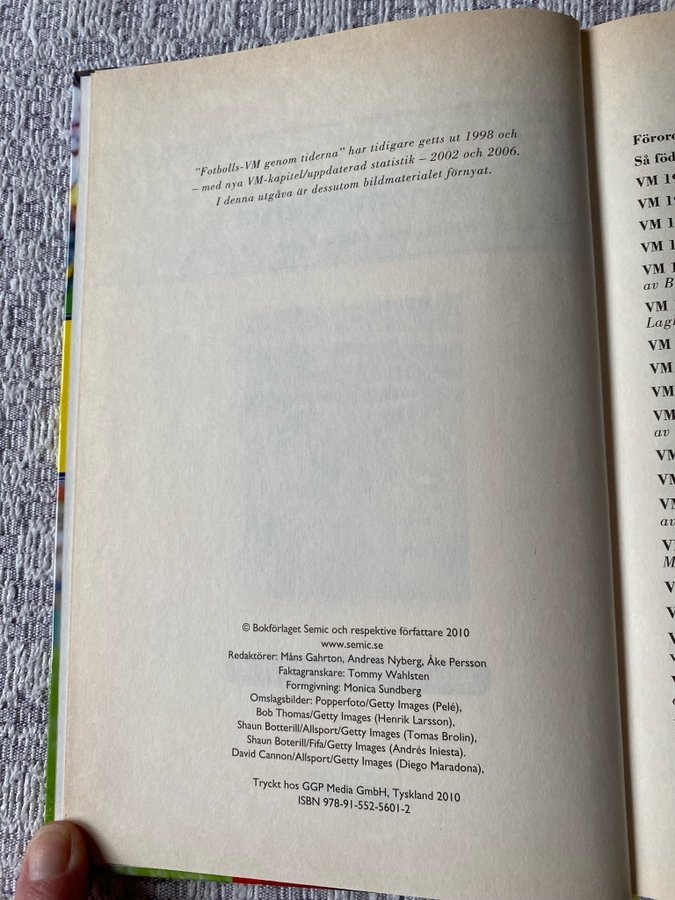 "Fotbolls-VM genom tiderna" har tidigare getts ut 1998 och
– med nya VM-kapitel/uppdaterad statistik – 2002 och 2006.
I denna utgåva är dessutom bildmaterialet förnyat.
© Bokförlaget Semic och respektive författare 2010
www.semic.se
Redaktörer: Måns Gahrton, Andreas Nyberg, Åke Persson
Faktagranskare: Tommy Wahlsten
Formgivning: Monica Sundberg
Omslagsbilder: Popperfoto/Getty Images (Pelé),
Bob Thomas/Getty Images (Henrik Larsson),
Shaun Botterill/Allsport/Getty Images (Tomas Brolin),
Shaun Boterill/Fifa/Getty Images (Andrés Iniesta).
David Cannon/Allsport/Getty Images (Diego Maradona),
Tryckt hos GGP Media GmbH, Tyskland 2010
ISBN 978-91-552-5601-2
Så
VM
VM
VM
VM
VM
av
VM
VM
VM
VM
VM
av
VM
VM
VM
av